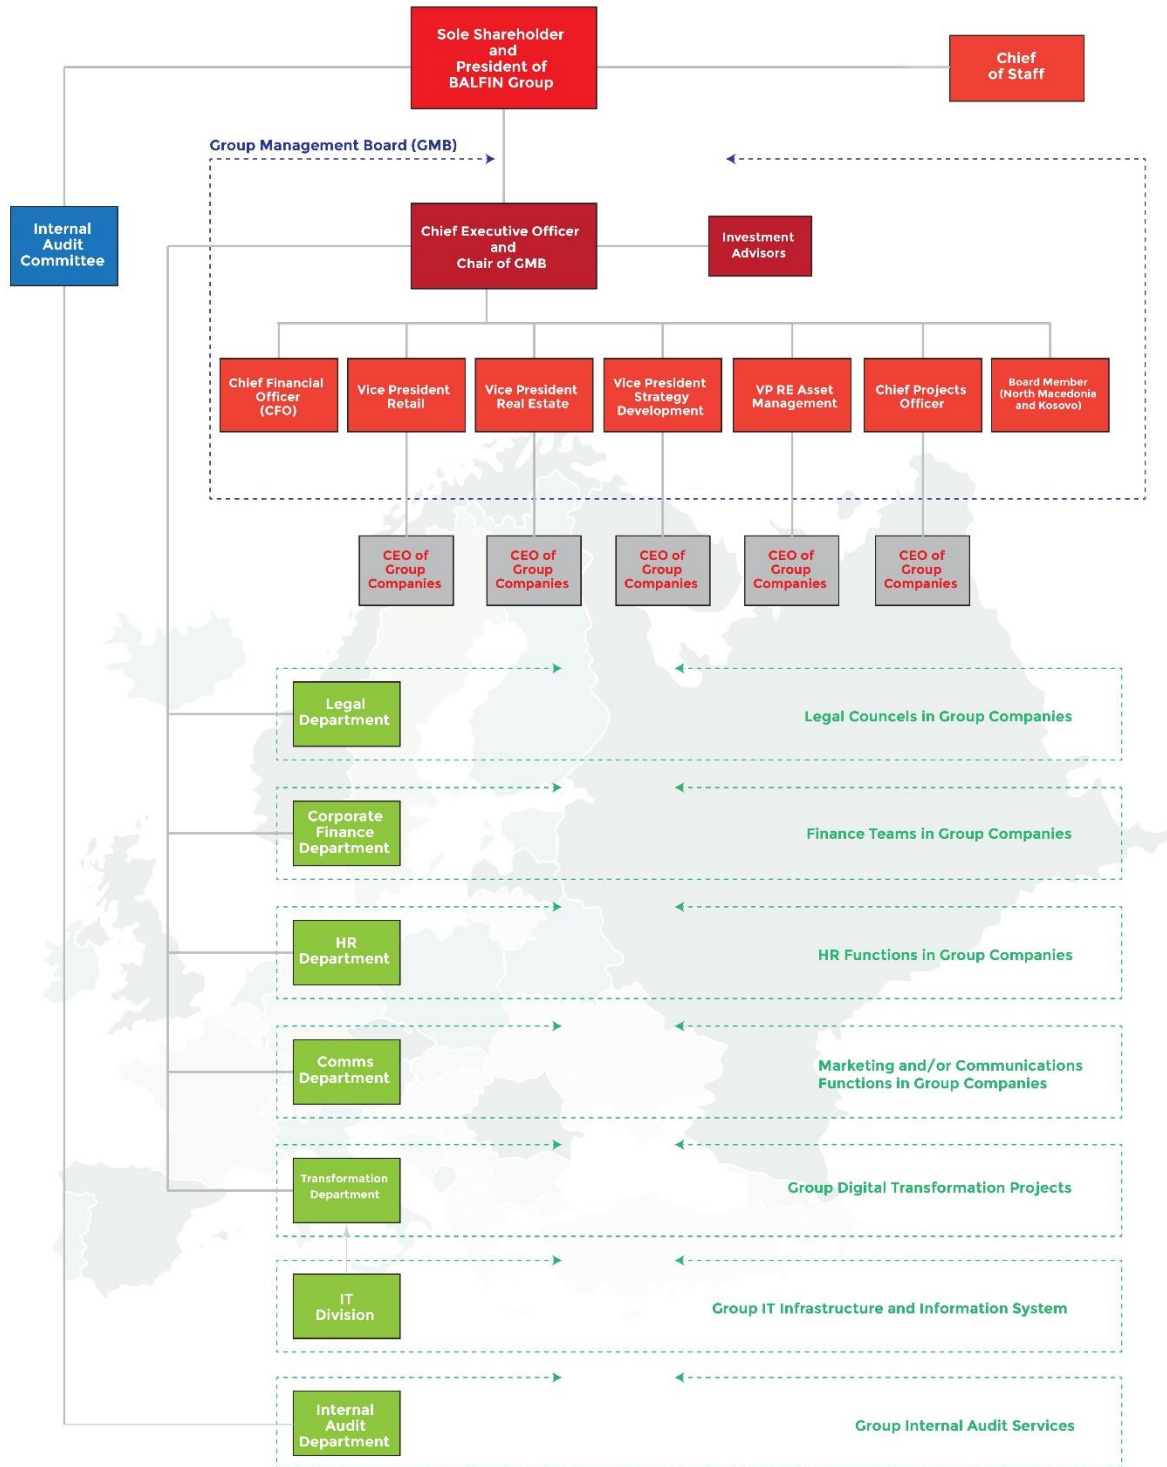 Sole Shareholder
and
President of
BALFIN Group
Chief
of Staff
Group Management Board (GMB)
Internal
Audit
Committee
Chief Executive Officer
and
Chair of GMB
Investment
Advisors
Chief Financial
Officer
(CFO)
Vice President
Retail
Vice President
Real Estate
Vice President
Strategy
Development
VP RE Asset
Management
Chief Projects
Officer
Board Member
(North Macedonia
and Kosovo)
CEO of
Group
Companies
CEO of
Group
Companies
CEO of
Group
Companies
CEO of
Group
Companies
CEO of
Group
Companies
Legal
Department
Legal Councels in Group Companies
Corporate
Finance
Department
Finance Teams in Group Companies
HR
Department
HR Functions in Group Companies
Comms
Department
Marketing and/or Communications
Functions in Group Companies
Transformation
Department
Group Digital Transformation Projects
IT
Division
Group IT Infrastructure and Information System
Internal
Audit
Department
Group Internal Audit Services